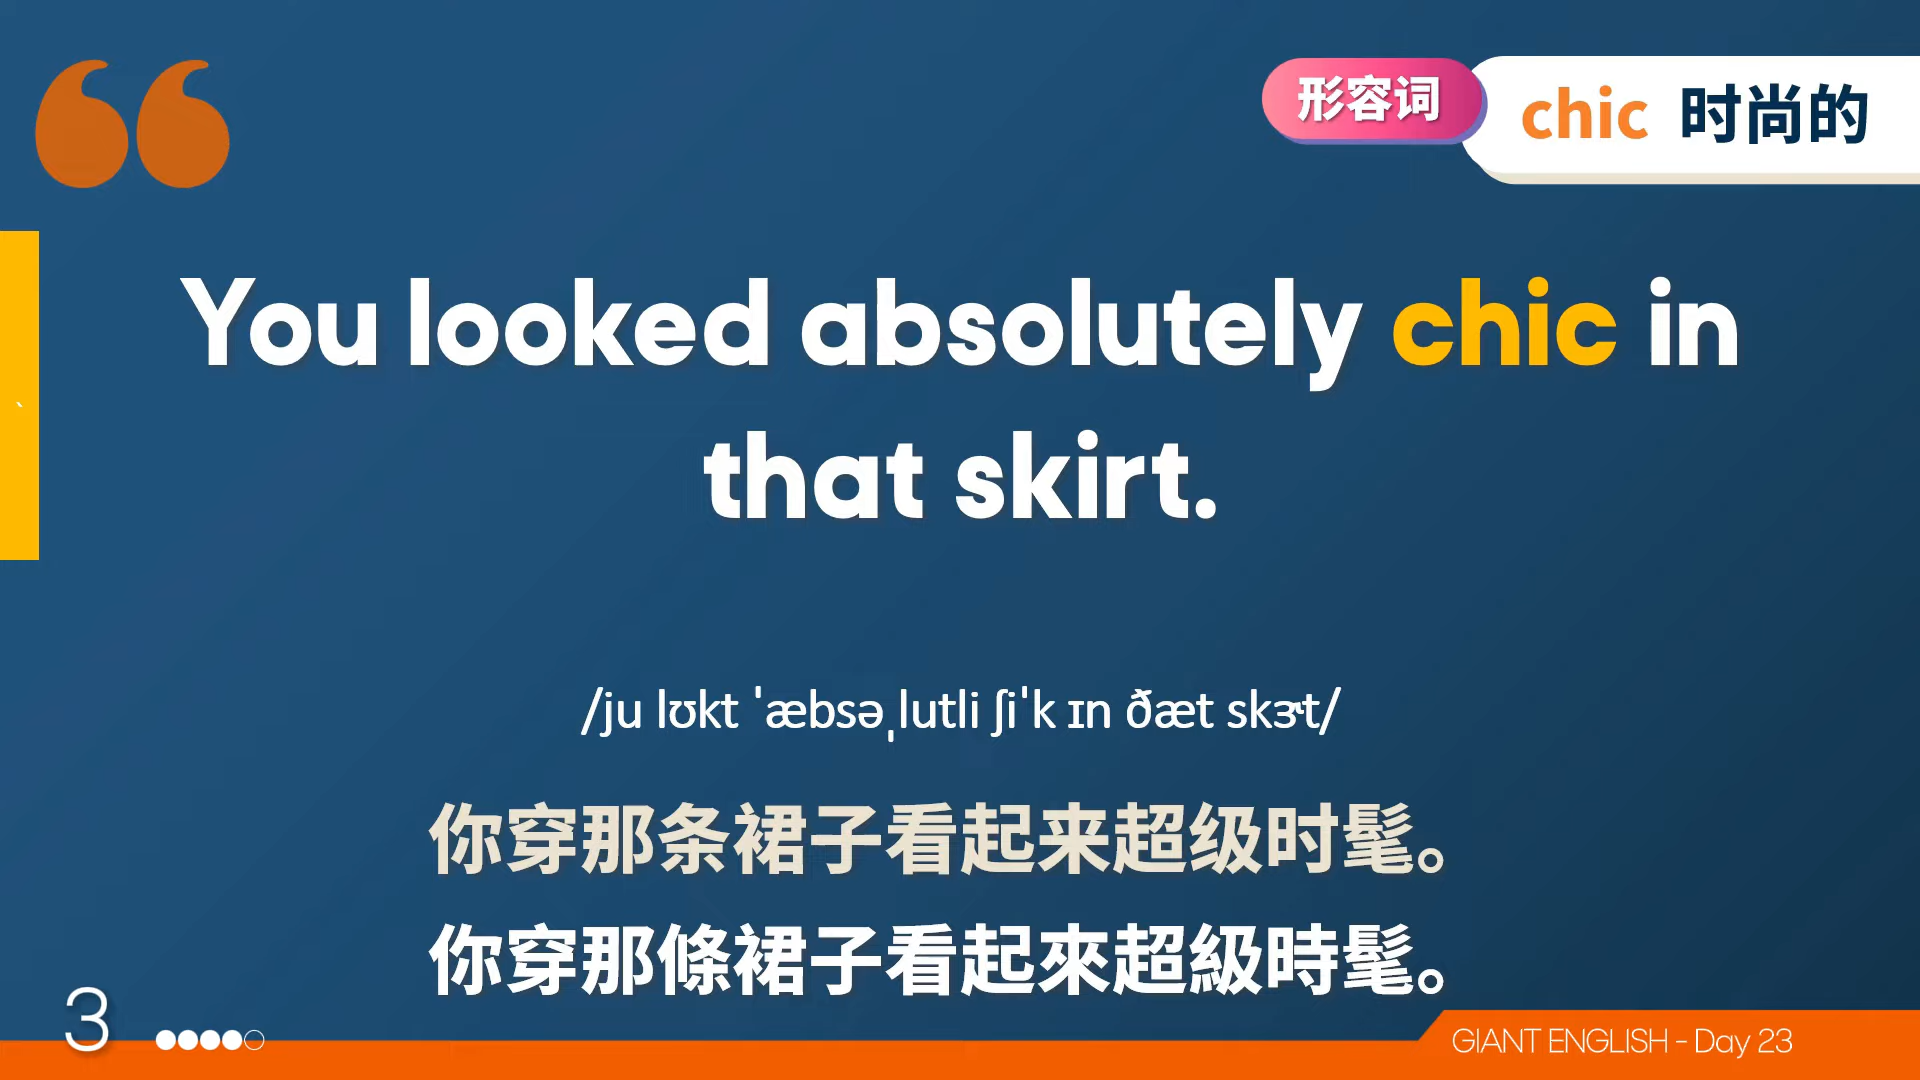 形容词
chic 时尚的
You looked absolutely chic in
that skirt.
/ju lʊkt ˈæbsəˌlutli ʃiˈk ɪn ðæt skɝt/
你穿那条裙子看起来超级时髦。
你穿那條裙子看起來超級時髦。
3
GIANT ENGLISH - Day 23